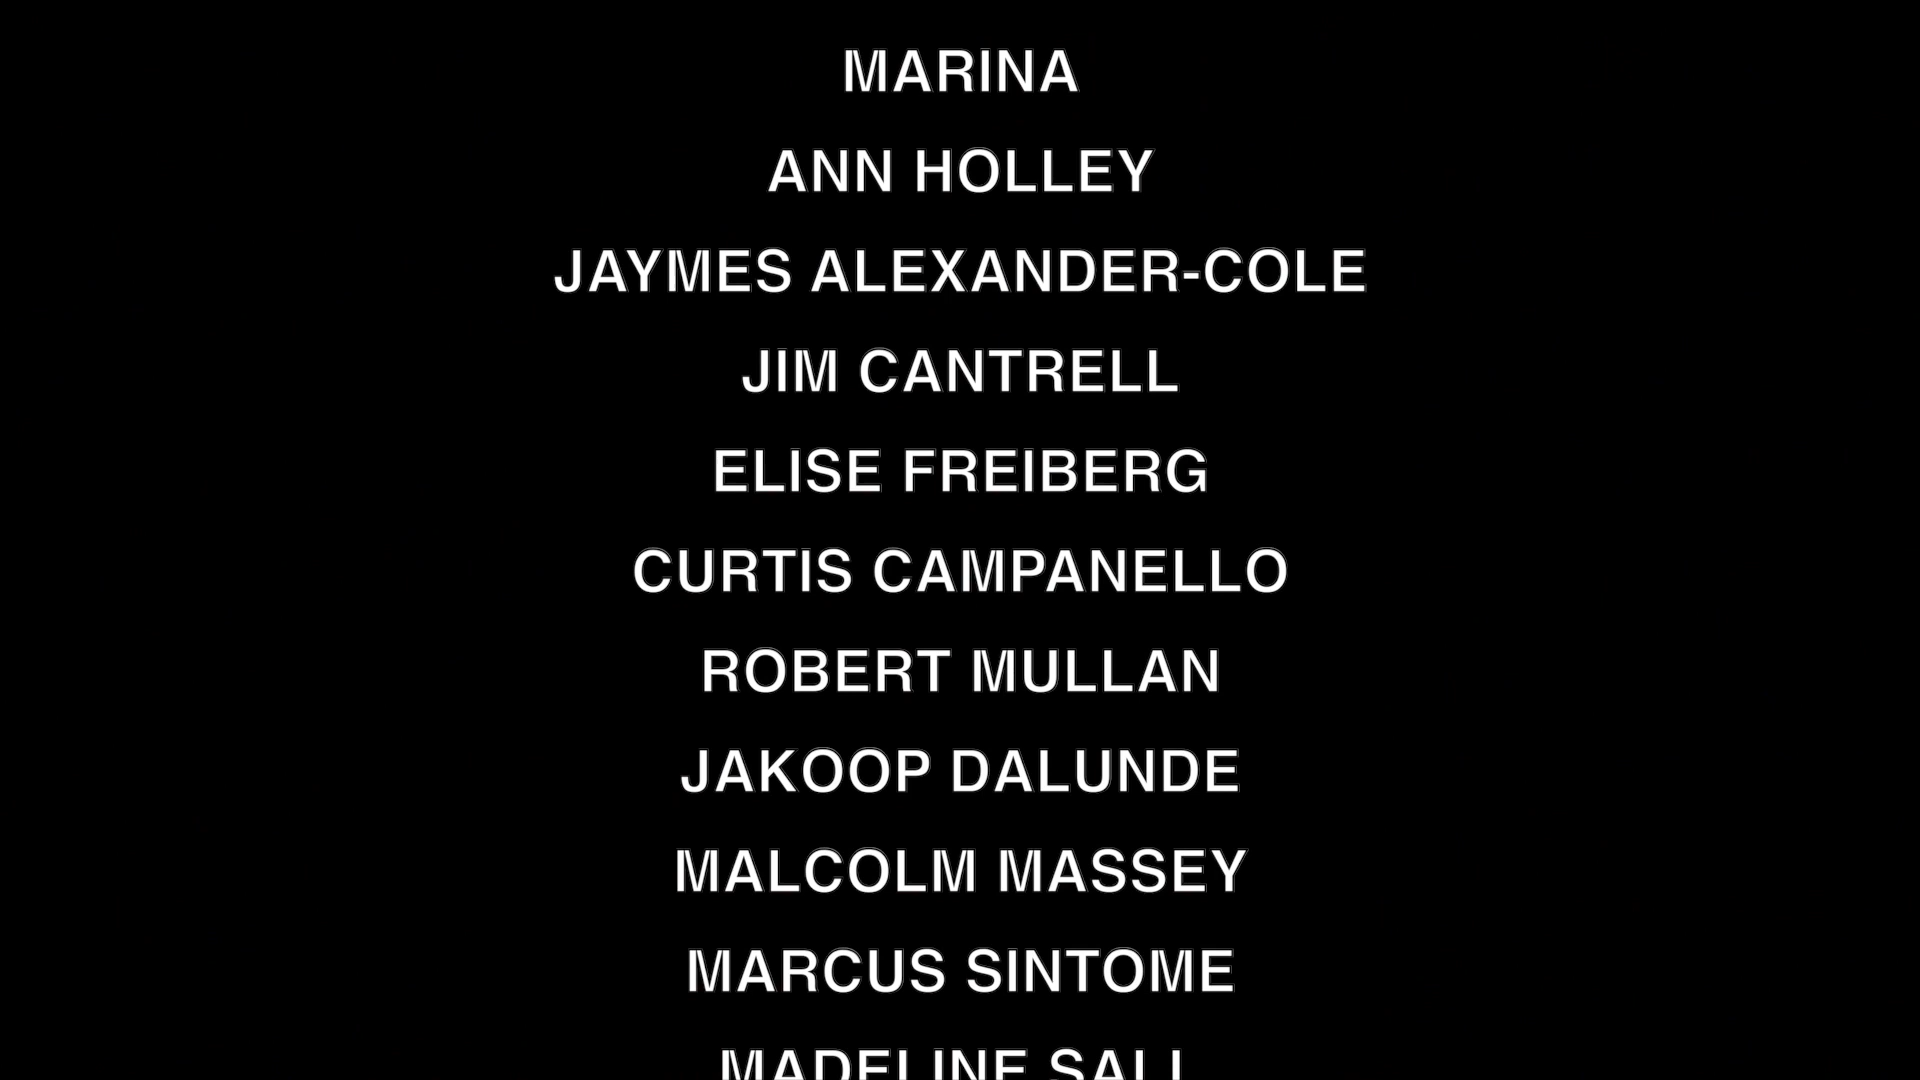 MARINA
ANN HOLLEY
JAYMES ALEXANDER-COLE
JIM CANTRELL
ELISE FREIBERG
CURTIS CAMPANELLO
ROBERT MULLAN
JAKOOP DALUNDE
MALCOLM MASSEY
MARCUS SINTOME
MADELINE